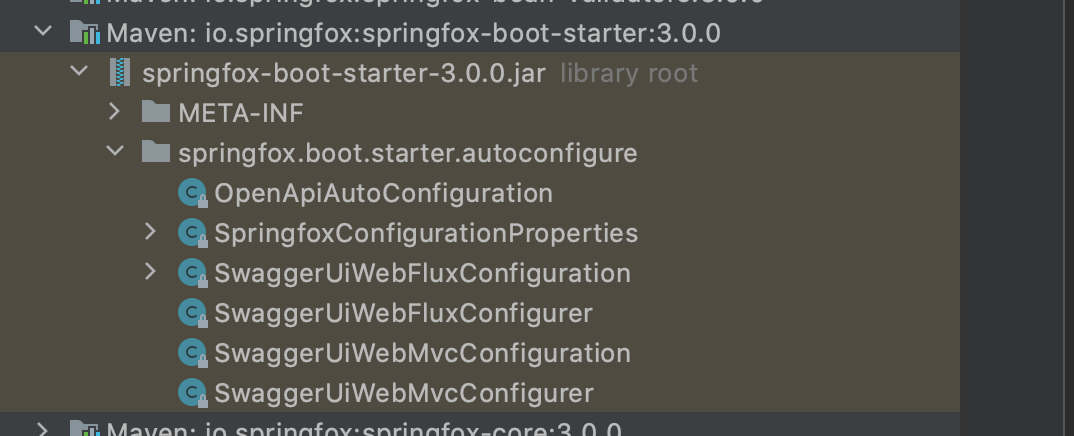 Maven: io.springfox:springfox-bean-validators:3.0.0
Maven: io.springfox:springfox-boot-starter:3.0.0
springfox-boot-starter-3.0.0.jar library root
META-INF
springfox.boot.starter.autoconfigure
OpenApiAutoConfiguration
SpringfoxConfigurationProperties
SwaggerUiWebFluxConfiguration
SwaggerUiWebFluxConfigurer
SwaggerUiWebMvcConfiguration
SwaggerUiWebMvcConfigurer
Maven: io.springfox:springfox-core:3.0.0